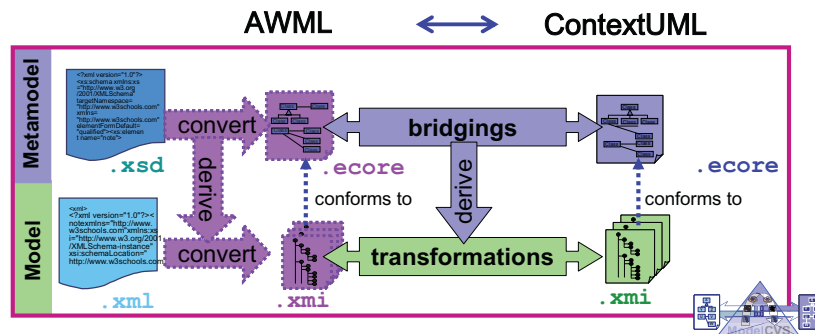 AWML
ContextUML
Metamodel
<?xml version="1.0"?>
<xs:schema xmlns:xs
="http://www.w3.org
/2001/XMLSchema"
targetNamespace=
"http://www.w3schools.com"
xmlns=
"http://www.w3schools.com"
elementFormDefault=
"qualified"><xs:elemen
t name="note">
.xsd
convert
.ecore
bridgings
.ecore
derive
conforms to
derive
conforms to
Model
<xml>
<?xml version="1.0"?><
notexmlns="http://www.
w3schools.com"xmlns:xs
i="http://www.w3.org/2001
/XMLSchema-instance"
xsi:schemaLocation="
http://www.w3schools.com
.xml
convert
.xmi
transformations
.xmi